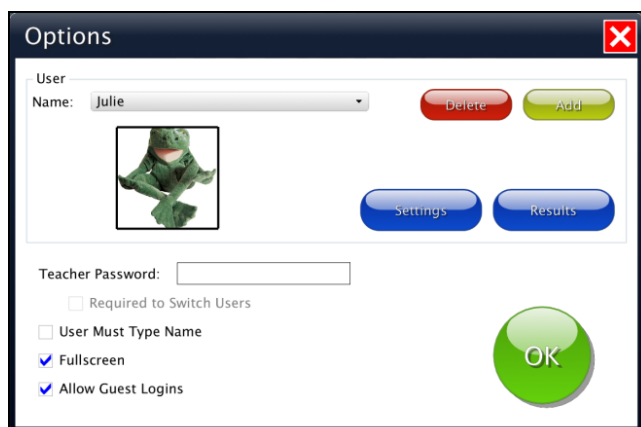 Options
User
Name: Julie Delete Add
Settings Results
Teacher Password:
Required to Switch Users
User Must Type Name
Fullscreen
Allow Guest Logins
OK